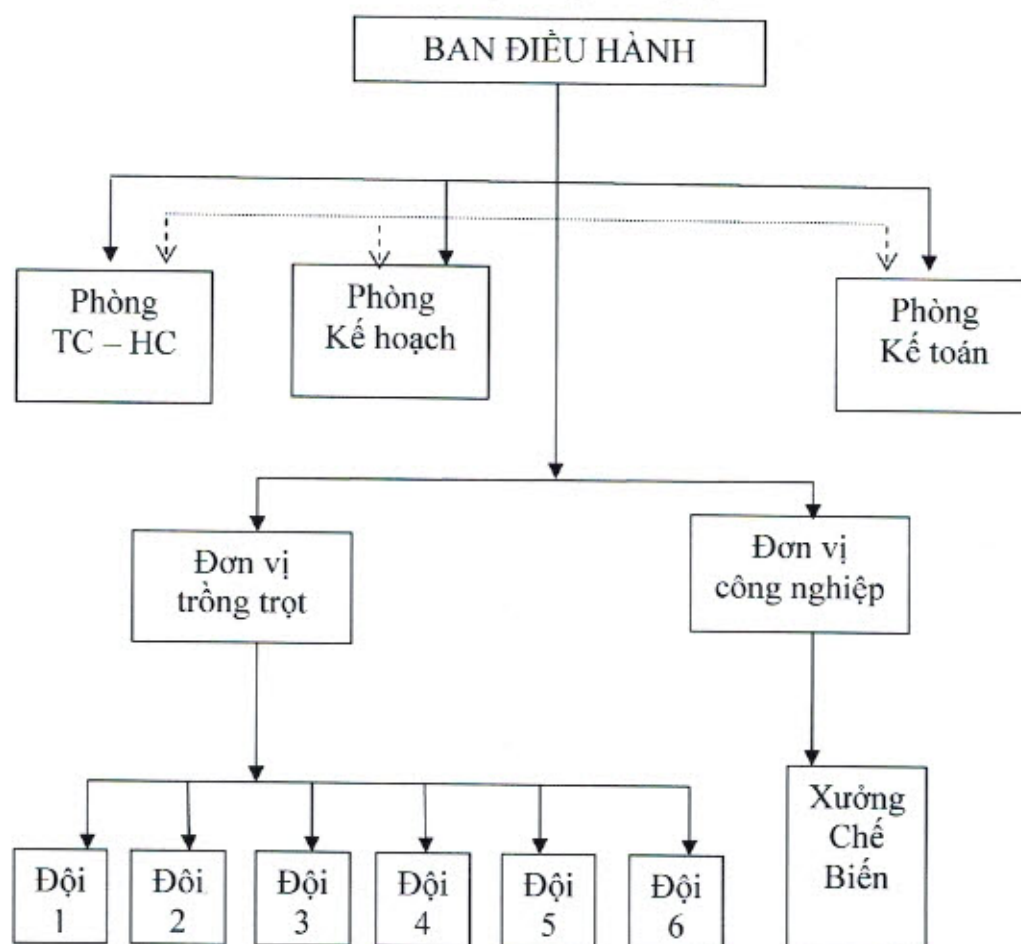 BAN ĐIỀU HÀNH
Phòng
TC – HC
Phòng
Kế hoạch
Phòng
Kế toán
Đơn vị
trồng trọt
Đơn vị
công nghiệp
Đội
1
Đôi
2
Đội
3
Đội
4
Đội
5
Đội
6
Xưởng
Chế
Biến